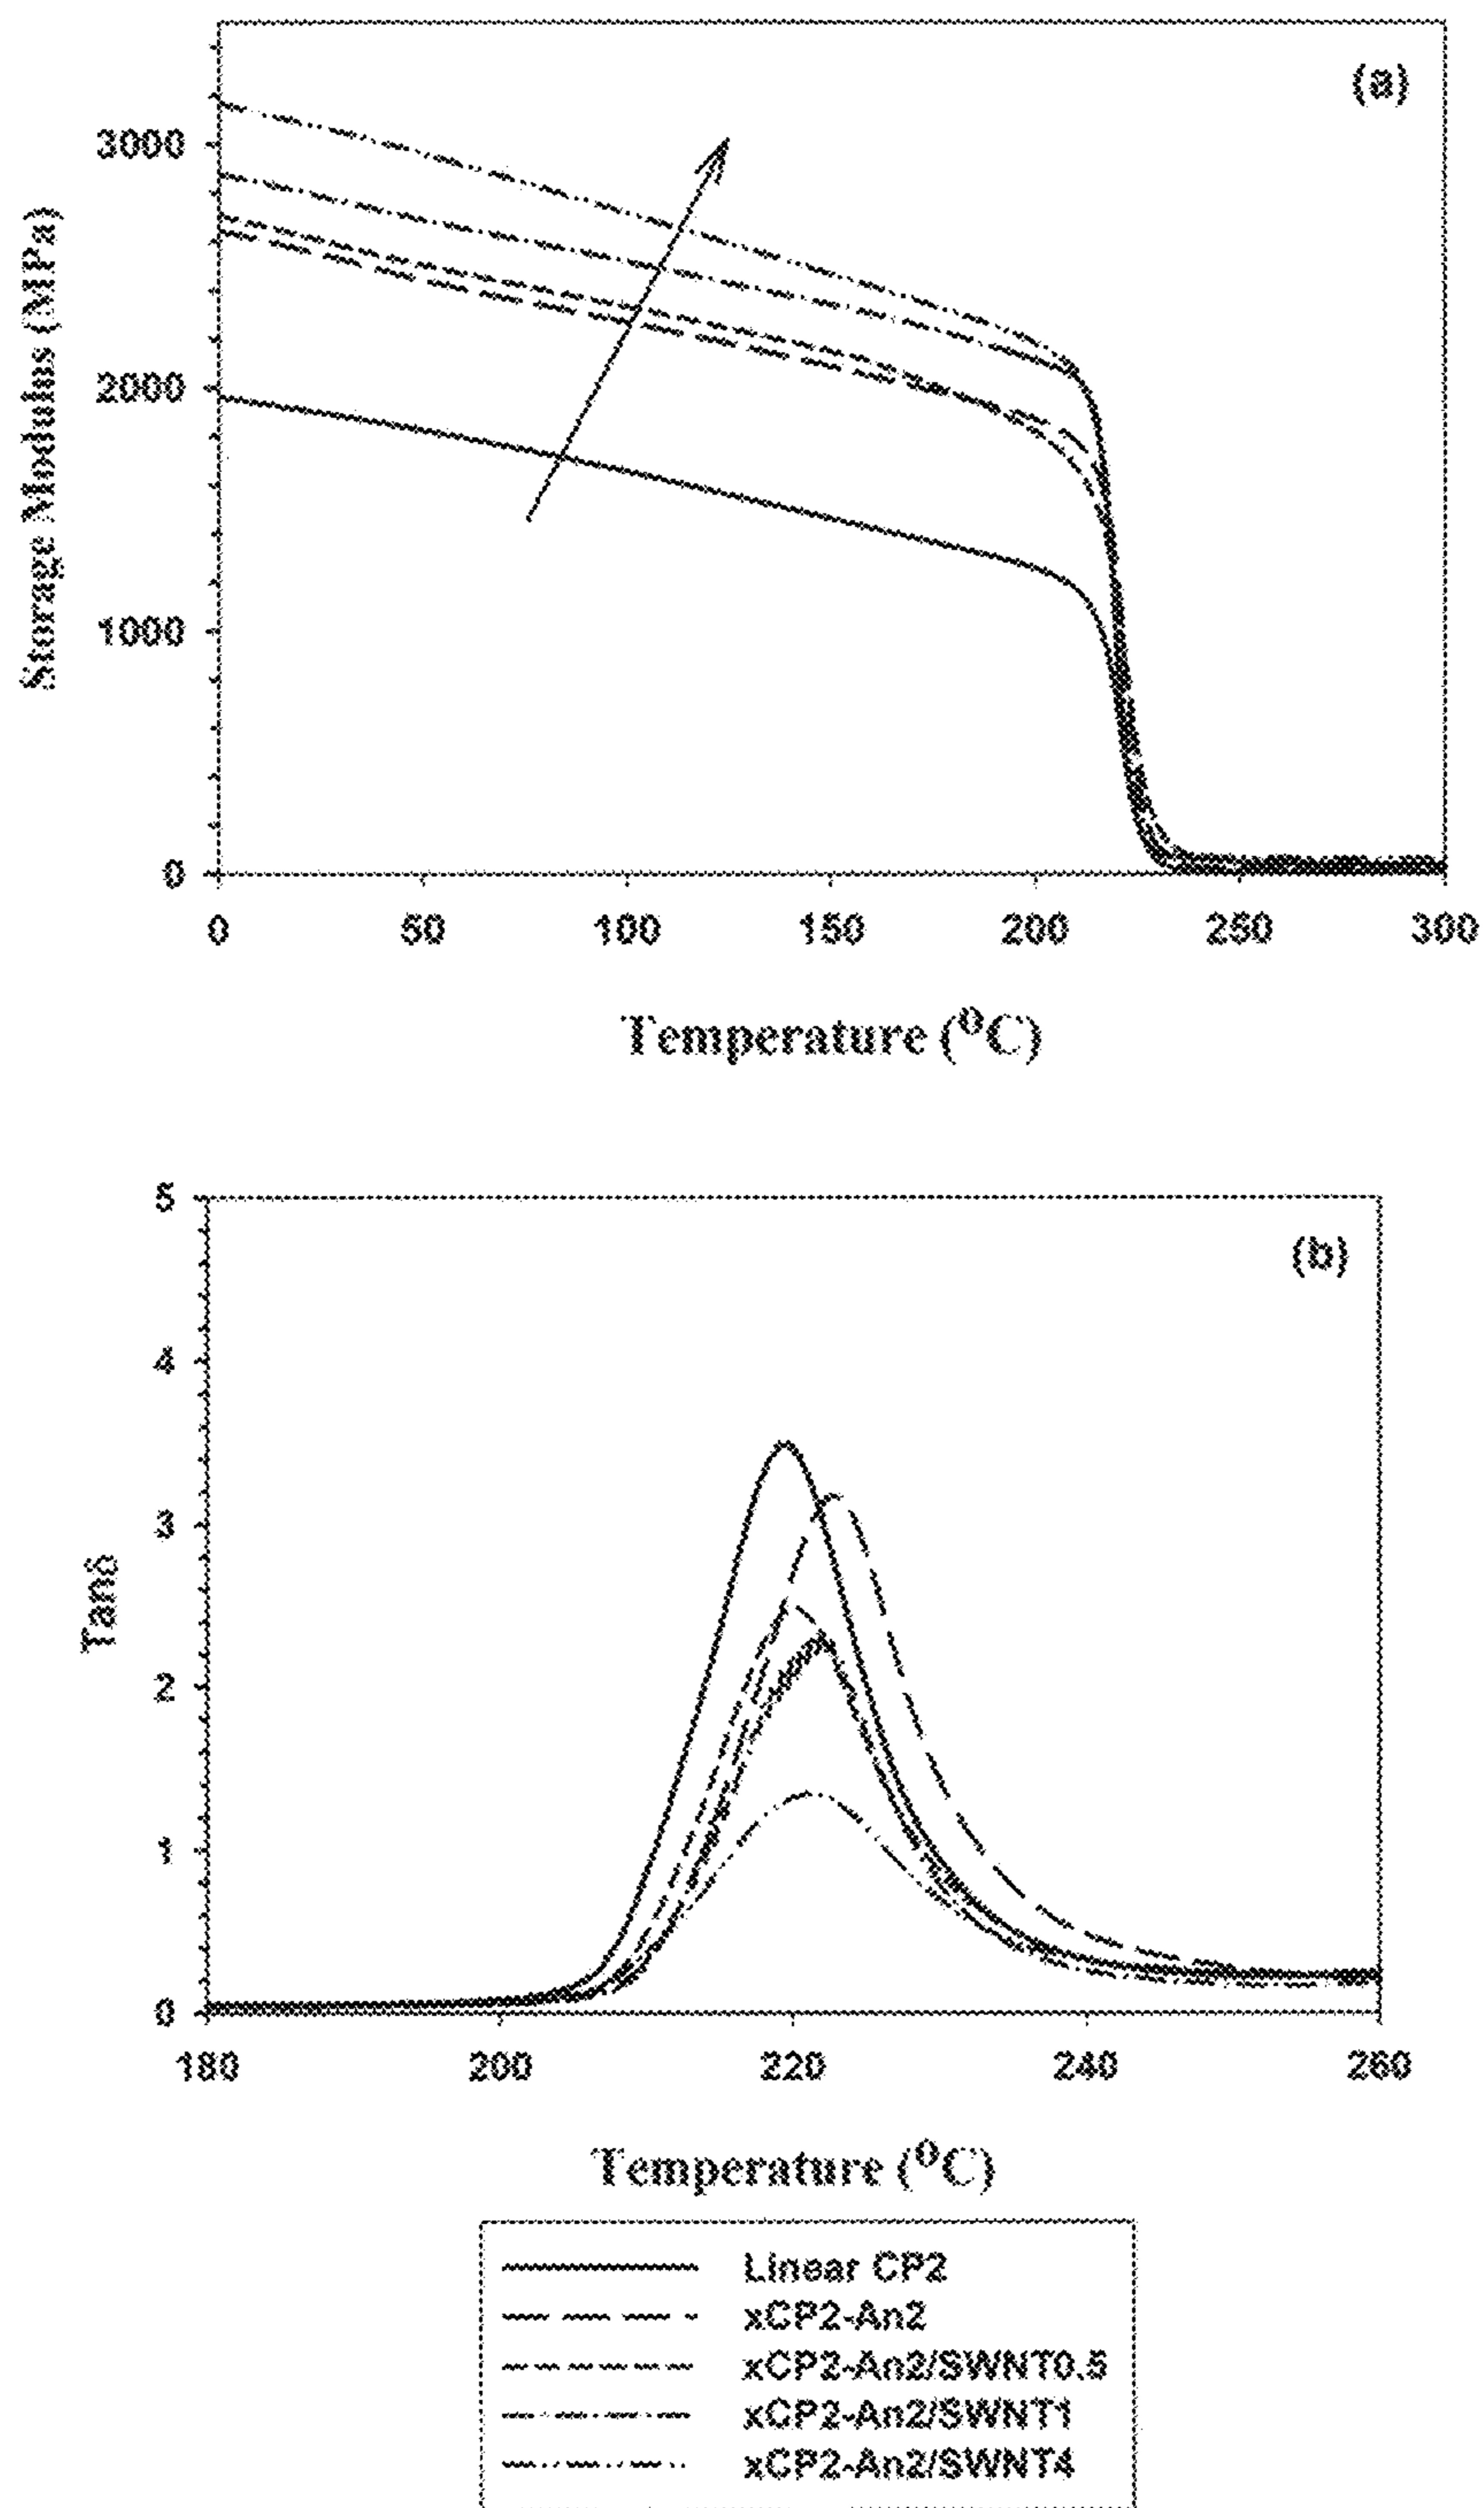 (a)
3000
2000
1000
0
Storage Modulus (MPa)
0 50 100 150 200 250 300
Temperature (⁰C)
(b)
5
4
3
2
1
0
Tanδ
180 200 220 240 260
Temperature (⁰C)
Linear CP2
xCP2-An2
xCP2-An2/SWNT0.5
xCP2-An2/SWNT1
xCP2-An2/SWNT4